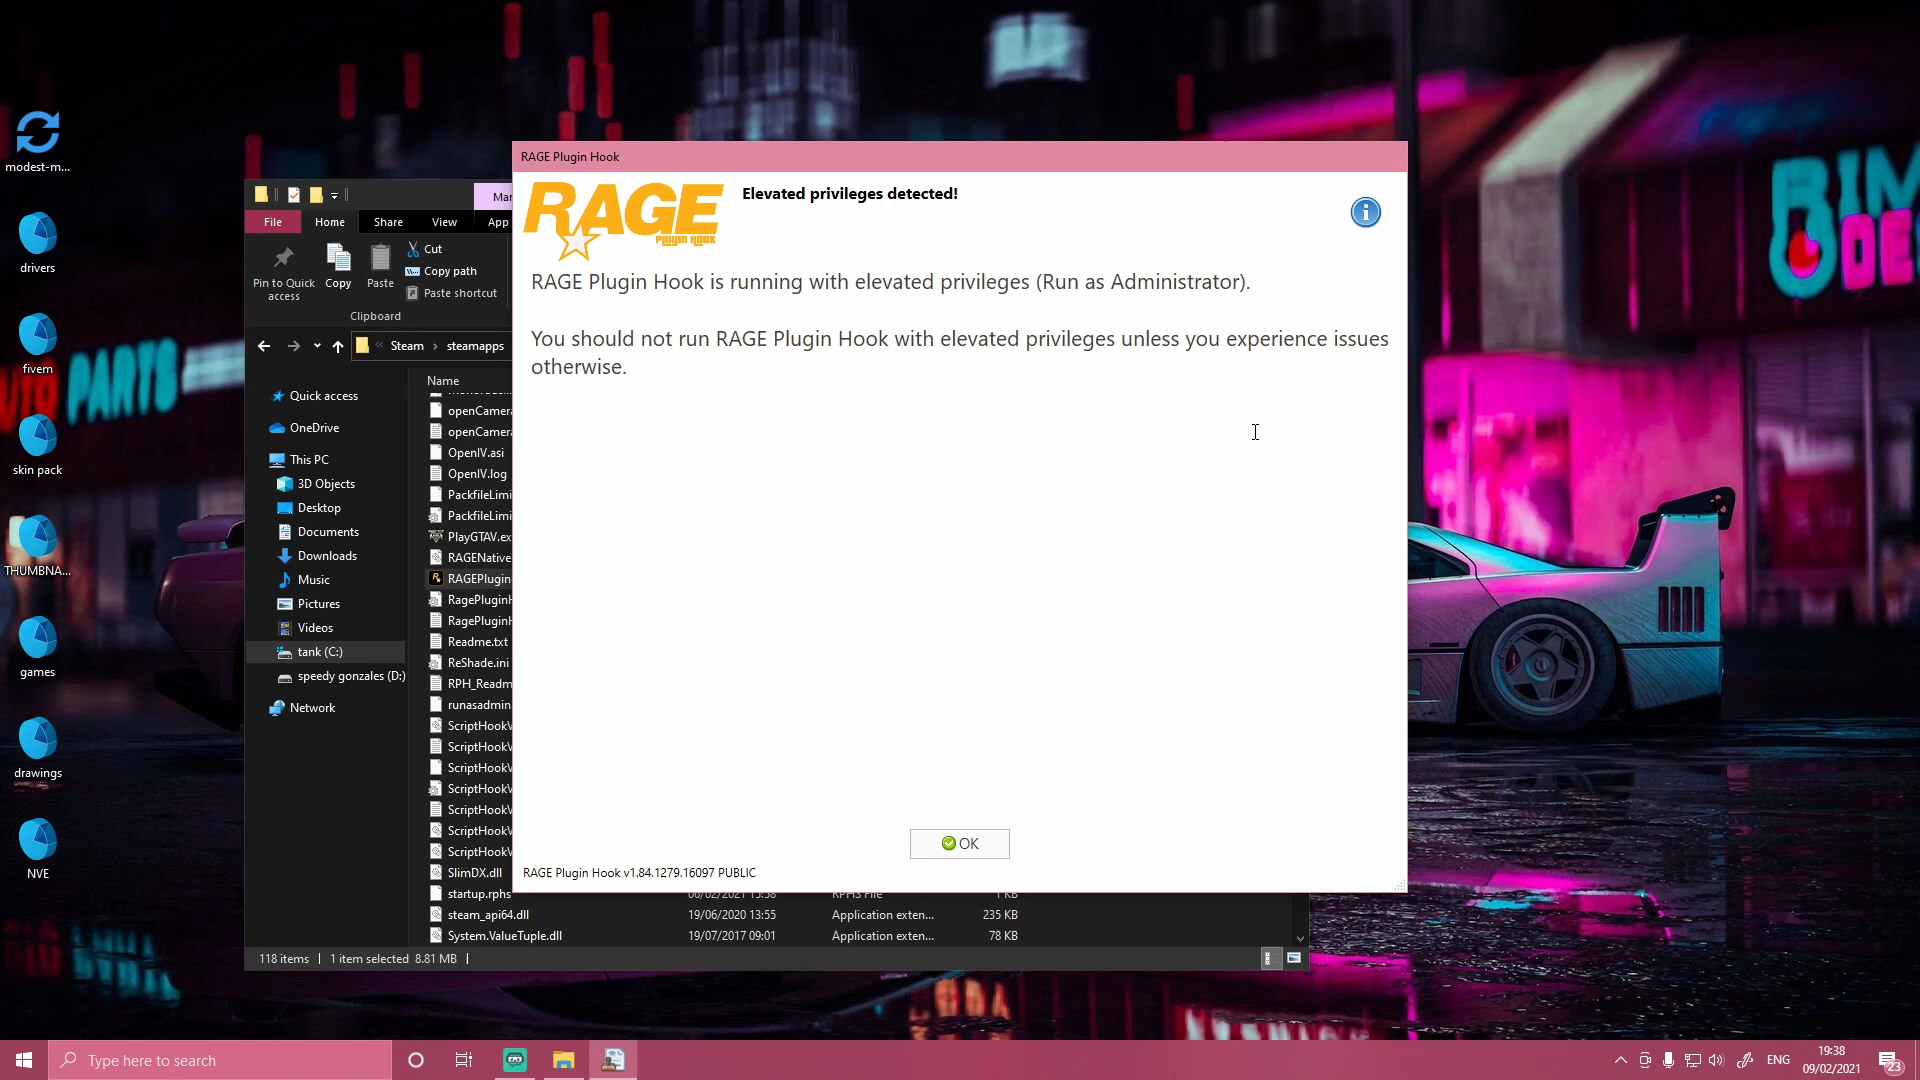 RAGE Plugin Hook
RAGE
PLUGIN HOOK
Elevated privileges detected!
RAGE Plugin Hook is running with elevated privileges (Run as Administrator).
You should not run RAGE Plugin Hook with elevated privileges unless you experience issues
otherwise.
OK
RAGE Plugin Hook v1.84.1279.16097 PUBLIC
modest-m...
drivers
fivem
skin pack
THUMBNA...
games
drawings
NVE
File
Home
Share
View
App
Pin to Quick
access
Copy
Paste
Cut
Copy path
Paste shortcut
Clipboard
Steam
steamapps
Name
Quick access
OneDrive
This PC
3D Objects
Desktop
Documents
Downloads
Music
Pictures
Videos
tank (C:)
speedy gonzales (D:)
Network
openCamera
openCamera
OpenIV.asi
OpenIV.log
PackfileLimi
PackfileLimi
PlayGTAV.ex
RAGENative
RAGEPlugin
RagePluginH
RagePluginH
Readme.txt
ReShade.ini
RPH_Readm
runasadmin
ScriptHookV
ScriptHookV
ScriptHookV
ScriptHookV
ScriptHookV
ScriptHookV
ScriptHookV
SlimDX.dll
startup.rphs
RPHS File
1 KB
steam_api64.dll 19/06/2020 13:55 Application exten... 235 KB
System.ValueTuple.dll 19/07/2017 09:01 Application exten... 78 KB
118 items
1 item selected 8.81 MB
AUTO PARTS
Type here to search
ENG
19:38
09/02/2021
23